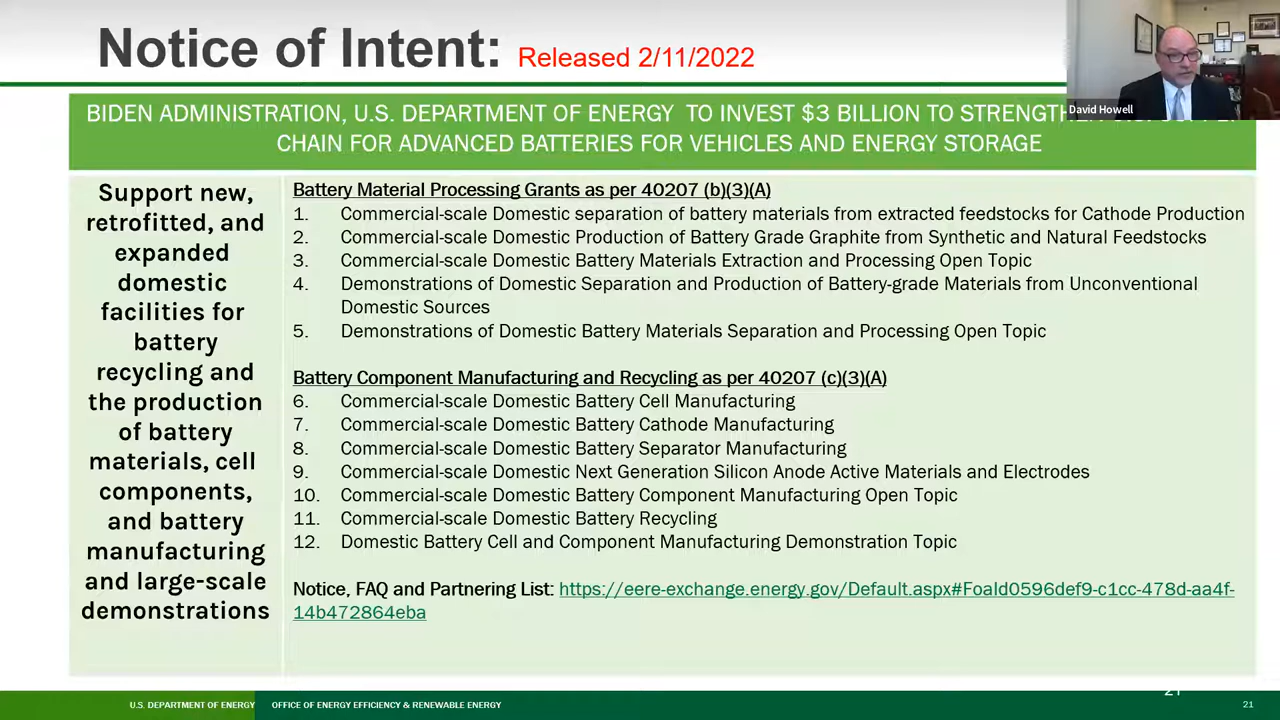 Notice of Intent: Released 2/11/2022
David Howell
BIDEN ADMINISTRATION, U.S. DEPARTMENT OF ENERGY TO INVEST $3 BILLION TO
CHAIN FOR ADVANCED BATTERIES FOR VEHICLES AND ENERGY STORAGE
Support new,
retrofitted, and
expanded
domestic
facilities for
battery
recycling and
the production
of battery
materials, cell
components,
and battery
manufacturing
and large-scale
demonstrations
Battery Material Processing Grants as per 40207 (b)(3)(A)
1. Commercial-scale Domestic separation of battery materials from extracted feedstocks for Cathode Production
2. Commercial-scale Domestic Production of Battery Grade Graphite from Synthetic and Natural Feedstocks
3. Commercial-scale Domestic Battery Materials Extraction and Processing Open Topic
4. Demonstrations of Domestic Separation and Production of Battery-grade Materials from Unconventional
Domestic Sources
5. Demonstrations of Domestic Battery Materials Separation and Processing Open Topic
Battery Component Manufacturing and Recycling as per 40207 (c)(3)(A)
6. Commercial-scale Domestic Battery Cell Manufacturing
7. Commercial-scale Domestic Battery Cathode Manufacturing
8. Commercial-scale Domestic Battery Separator Manufacturing
9. Commercial-scale Domestic Next Generation Silicon Anode Active Materials and Electrodes
10. Commercial-scale Domestic Battery Component Manufacturing Open Topic
11. Commercial-scale Domestic Battery Recycling
12. Domestic Battery Cell and Component Manufacturing Demonstration Topic
Notice, FAQ and Partnering List: https://eere-exchange.energy.gov/Default.aspx#FoaId0596def9-c1cc-478d-aa4f-
14b472864eba
21
U.S. DEPARTMENT OF ENERGY OFFICE OF ENERGY EFFICIENCY & RENEWABLE ENERGY 21